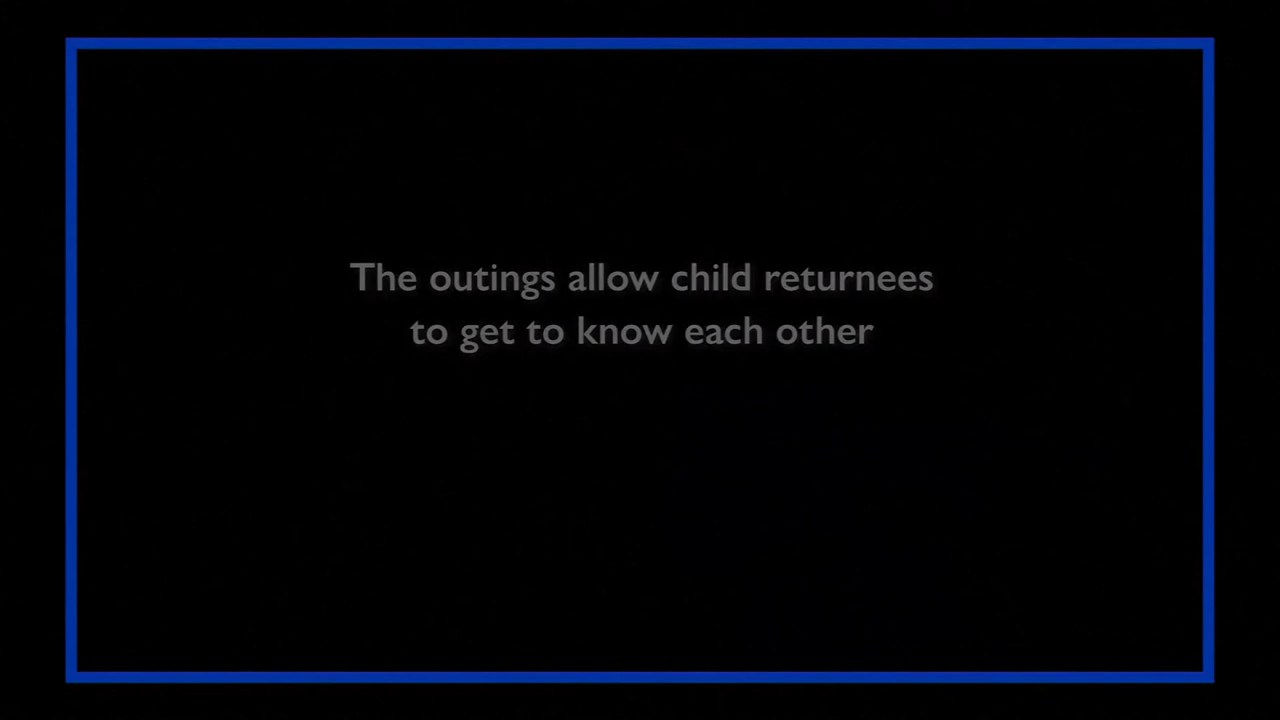 The outings allow child returnees
to get to know each other